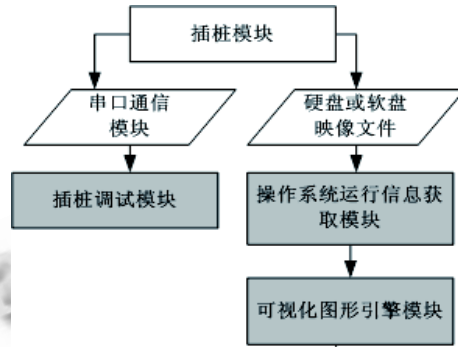 插桩模块
串口通信
模块
硬盘或软盘
映像文件
插桩调试模块
操作系统运行信息获
取模块
可视化图形引擎模块